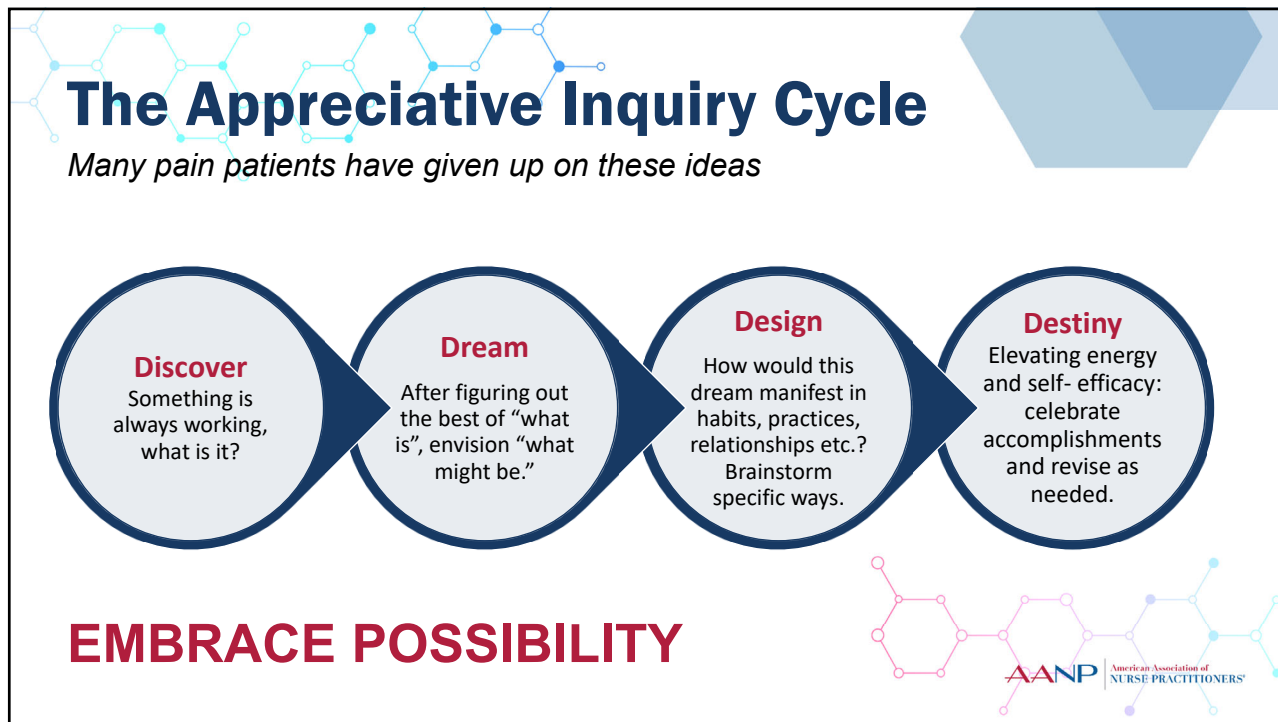 The Appreciative Inquiry Cycle
Many pain patients have given up on these ideas
Discover
Something is
always working,
what is it?
Dream
After figuring out
the best of “what
is”, envision “what
might be.”
Design
How would this
dream manifest in
habits, practices,
relationships etc.?
Brainstorm
specific ways.
Destiny
Elevating energy
and self- efficacy:
celebrate
accomplishments
and revise as
needed.
EMBRACE POSSIBILITY
AANP
American Association of
NURSE PRACTITIONERS®